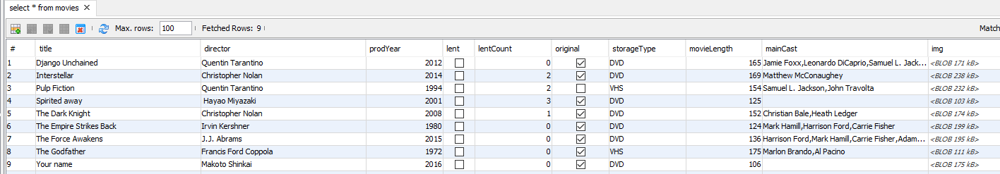 select * from movies
Max. rows: 100 Fetched Rows: 9 Match
# title director prodYear lent lentCount original storageType movieLength mainCast img
1 Django Unchained Quentin Tarantino 2012 0 DVD 165 Jamie Foxx,Leonardo DiCaprio,Samuel L. Jack... <BLOB 171 kB>
2 Interstellar Christopher Nolan 2014 2 DVD 169 Matthew McConaughey <BLOB 238 kB>
3 Pulp Fiction Quentin Tarantino 1994 2 VHS 154 Samuel L. Jackson,John Travolta <BLOB 232 kB>
4 Spirited away Hayao Miyazaki 2001 3 DVD 125 <BLOB 103 kB>
5 The Dark Knight Christopher Nolan 2008 1 DVD 152 Christian Bale,Heath Ledger <BLOB 174 kB>
6 The Empire Strikes Back Irvin Kershner 1980 0 DVD 124 Mark Hamill,Harrison Ford,Carrie Fisher <BLOB 199 kB>
7 The Force Awakens J.J. Abrams 2015 0 DVD 136 Harrison Ford,Mark Hamill,Carrie Fisher,Adam... <BLOB 195 kB>
8 The Godfather Francis Ford Coppola 1972 0 VHS 175 Marlon Brando,Al Pacino <BLOB 111 kB>
9 Your name Makoto Shinkai 2016 0 DVD 106 <BLOB 175 kB>